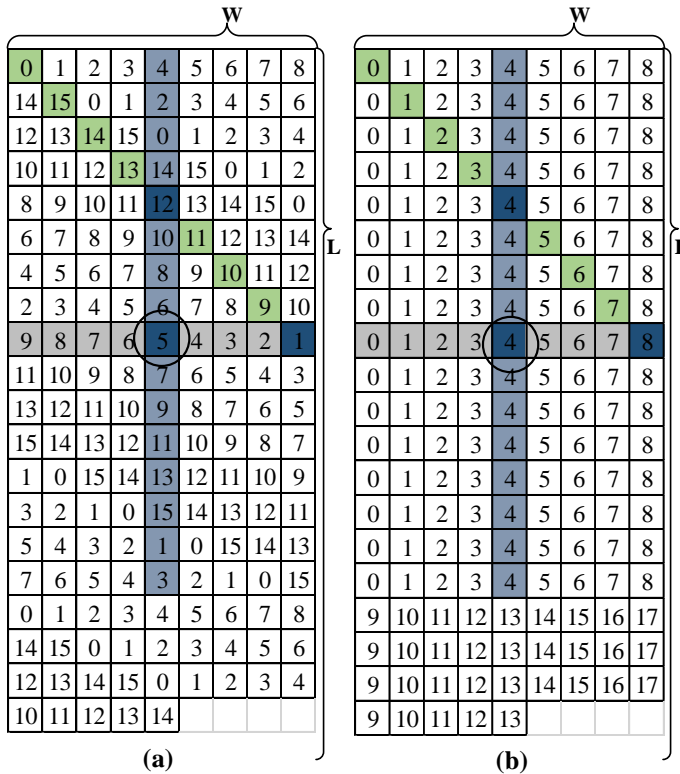 W W
0 1 2 3 4 5 6 7 8 0 1 2 3 4 5 6 7 8
14 15 0 1 2 3 4 5 6 0 1 2 3 4 5 6 7 8
12 13 14 15 0 1 2 3 4 0 1 2 3 4 5 6 7 8
10 11 12 13 14 15 0 1 2 0 1 2 3 4 5 6 7 8
8 9 10 11 12 13 14 15 0 0 1 2 3 4 5 6 7 8
6 7 8 9 10 11 12 13 14 L 0 1 2 3 4 5 6 7 8
4 5 6 7 8 9 10 11 12 0 1 2 3 4 5 6 7 8
2 3 4 5 6 7 8 9 10 0 1 2 3 4 5 6 7 8
9 8 7 6 5 4 3 2 1 0 1 2 3 4 5 6 7 8
11 10 9 8 7 6 5 4 3 0 1 2 3 4 5 6 7 8
13 12 11 10 9 8 7 6 5 0 1 2 3 4 5 6 7 8
15 14 13 12 11 10 9 8 7 0 1 2 3 4 5 6 7 8
1 0 15 14 13 12 11 10 9 0 1 2 3 4 5 6 7 8
3 2 1 0 15 14 13 12 11 0 1 2 3 4 5 6 7 8
5 4 3 2 1 0 15 14 13 0 1 2 3 4 5 6 7 8
7 6 5 4 3 2 1 0 15 0 1 2 3 4 5 6 7 8
0 1 2 3 4 5 6 7 8 9 10 11 12 13 14 15 16 17
14 15 0 1 2 3 4 5 6 9 10 11 12 13 14 15 16 17
12 13 14 15 0 1 2 3 4 9 10 11 12 13 14 15 16 17
10 11 12 13 14 9 10 11 12 13
(a) (b)